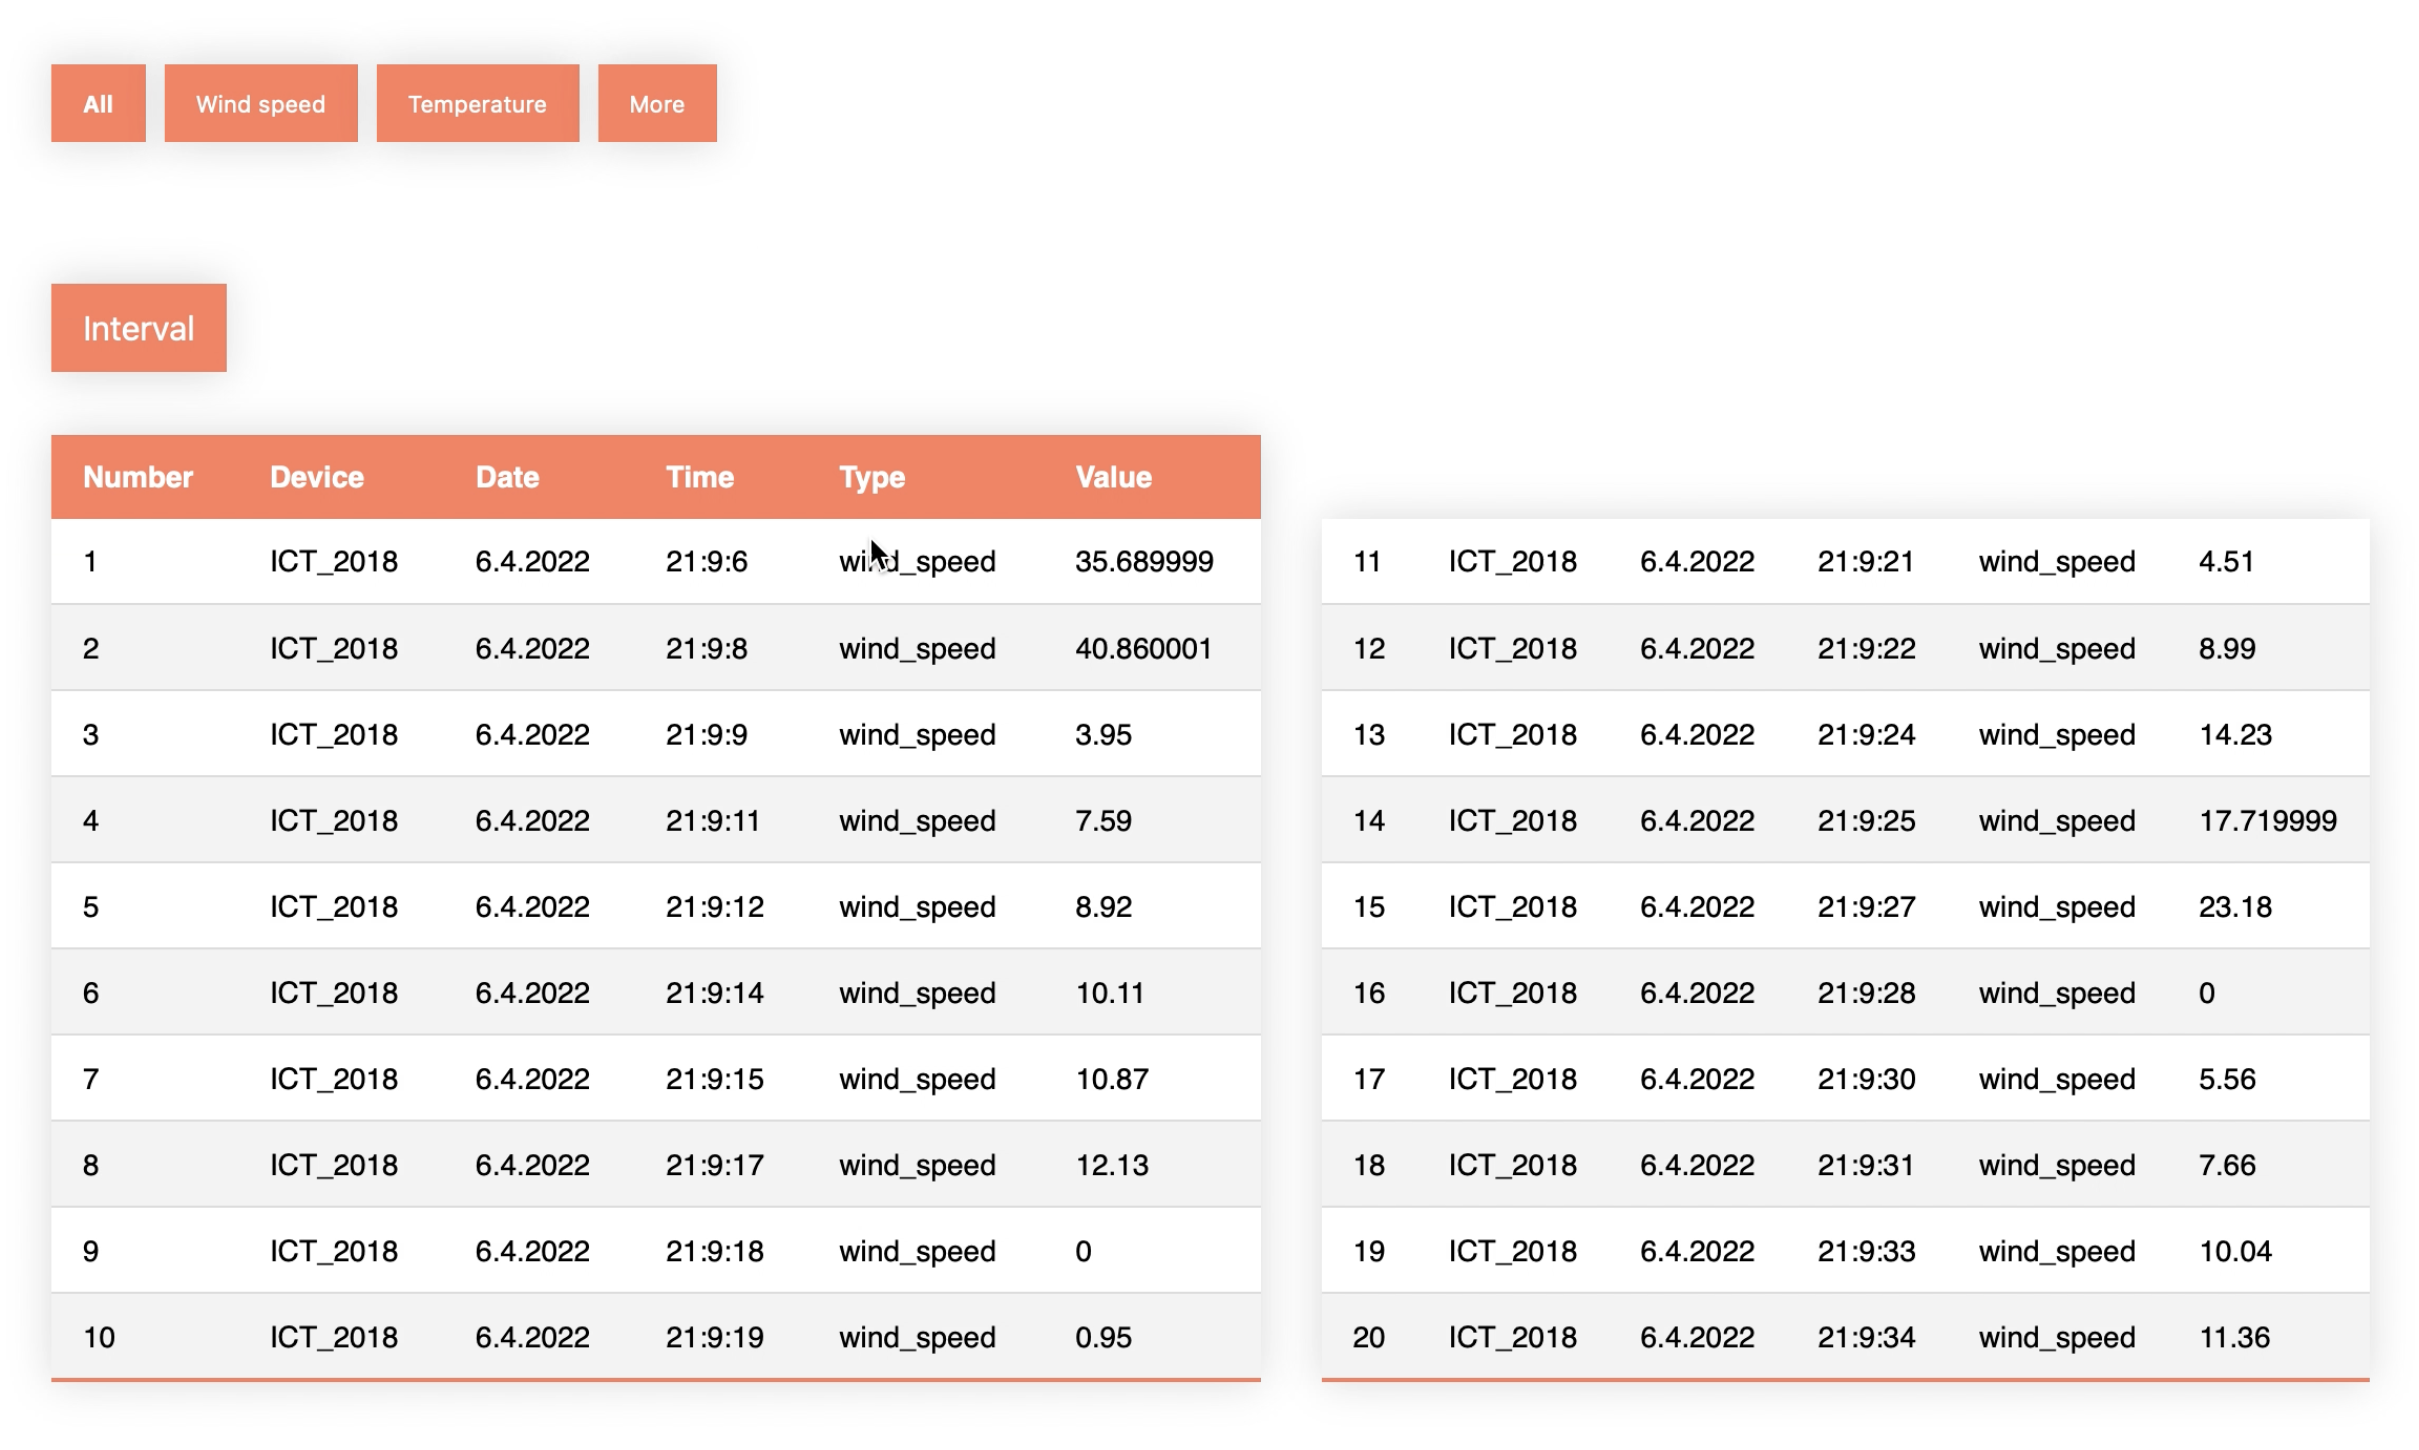 All Wind speed Temperature More
Interval
Number Device Date Time Type Value
1 ICT_2018 6.4.2022 21:9:6 wind_speed 35.689999
2 ICT_2018 6.4.2022 21:9:8 wind_speed 40.860001
3 ICT_2018 6.4.2022 21:9:9 wind_speed 3.95
4 ICT_2018 6.4.2022 21:9:11 wind_speed 7.59
5 ICT_2018 6.4.2022 21:9:12 wind_speed 8.92
6 ICT_2018 6.4.2022 21:9:14 wind_speed 10.11
7 ICT_2018 6.4.2022 21:9:15 wind_speed 10.87
8 ICT_2018 6.4.2022 21:9:17 wind_speed 12.13
9 ICT_2018 6.4.2022 21:9:18 wind_speed 0
10 ICT_2018 6.4.2022 21:9:19 wind_speed 0.95
11 ICT_2018 6.4.2022 21:9:21 wind_speed 4.51
12 ICT_2018 6.4.2022 21:9:22 wind_speed 8.99
13 ICT_2018 6.4.2022 21:9:24 wind_speed 14.23
14 ICT_2018 6.4.2022 21:9:25 wind_speed 17.719999
15 ICT_2018 6.4.2022 21:9:27 wind_speed 23.18
16 ICT_2018 6.4.2022 21:9:28 wind_speed 0
17 ICT_2018 6.4.2022 21:9:30 wind_speed 5.56
18 ICT_2018 6.4.2022 21:9:31 wind_speed 7.66
19 ICT_2018 6.4.2022 21:9:33 wind_speed 10.04
20 ICT_2018 6.4.2022 21:9:34 wind_speed 11.36